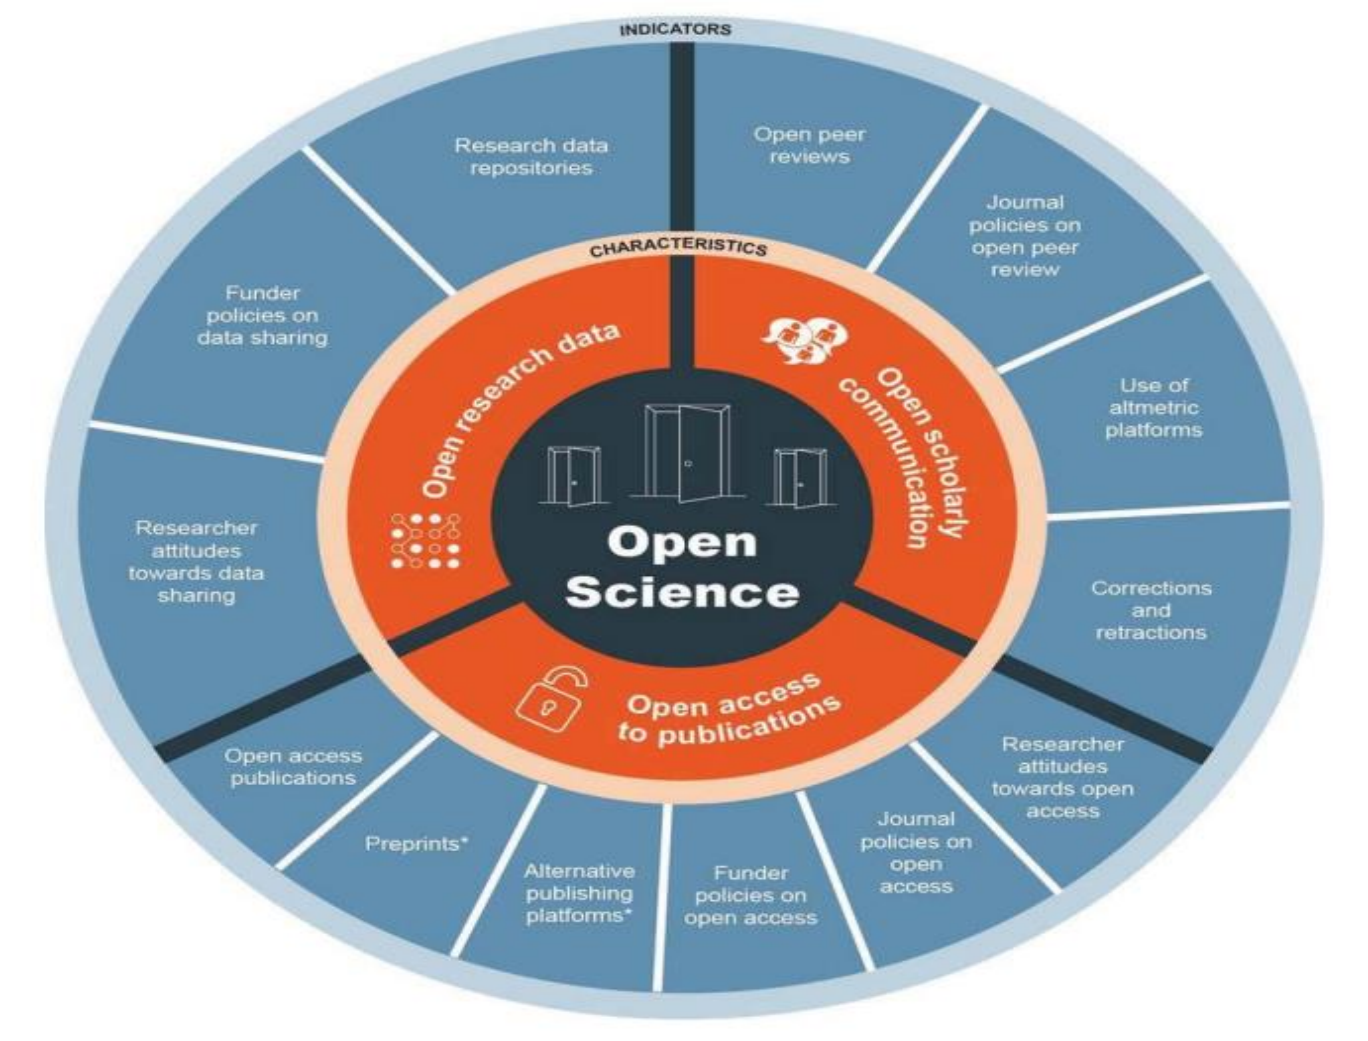 INDICATORS
Research data
repositories
Open peer
reviews
Journal
policies on
open peer
review
Funder
policies on
data sharing
Use of
altmetric
platforms
Researcher
attitudes
towards data
sharing
Corrections
and
retractions
CHARACTERISTICS
Open research data
Open scholarly
communication
Open
Science
Open access
to publications
Open access
publications
Preprints*
Alternative
publishing
platforms*
Funder
policies on
open access
Journal
policies on
open
access
Researcher
attitudes
towards open
access